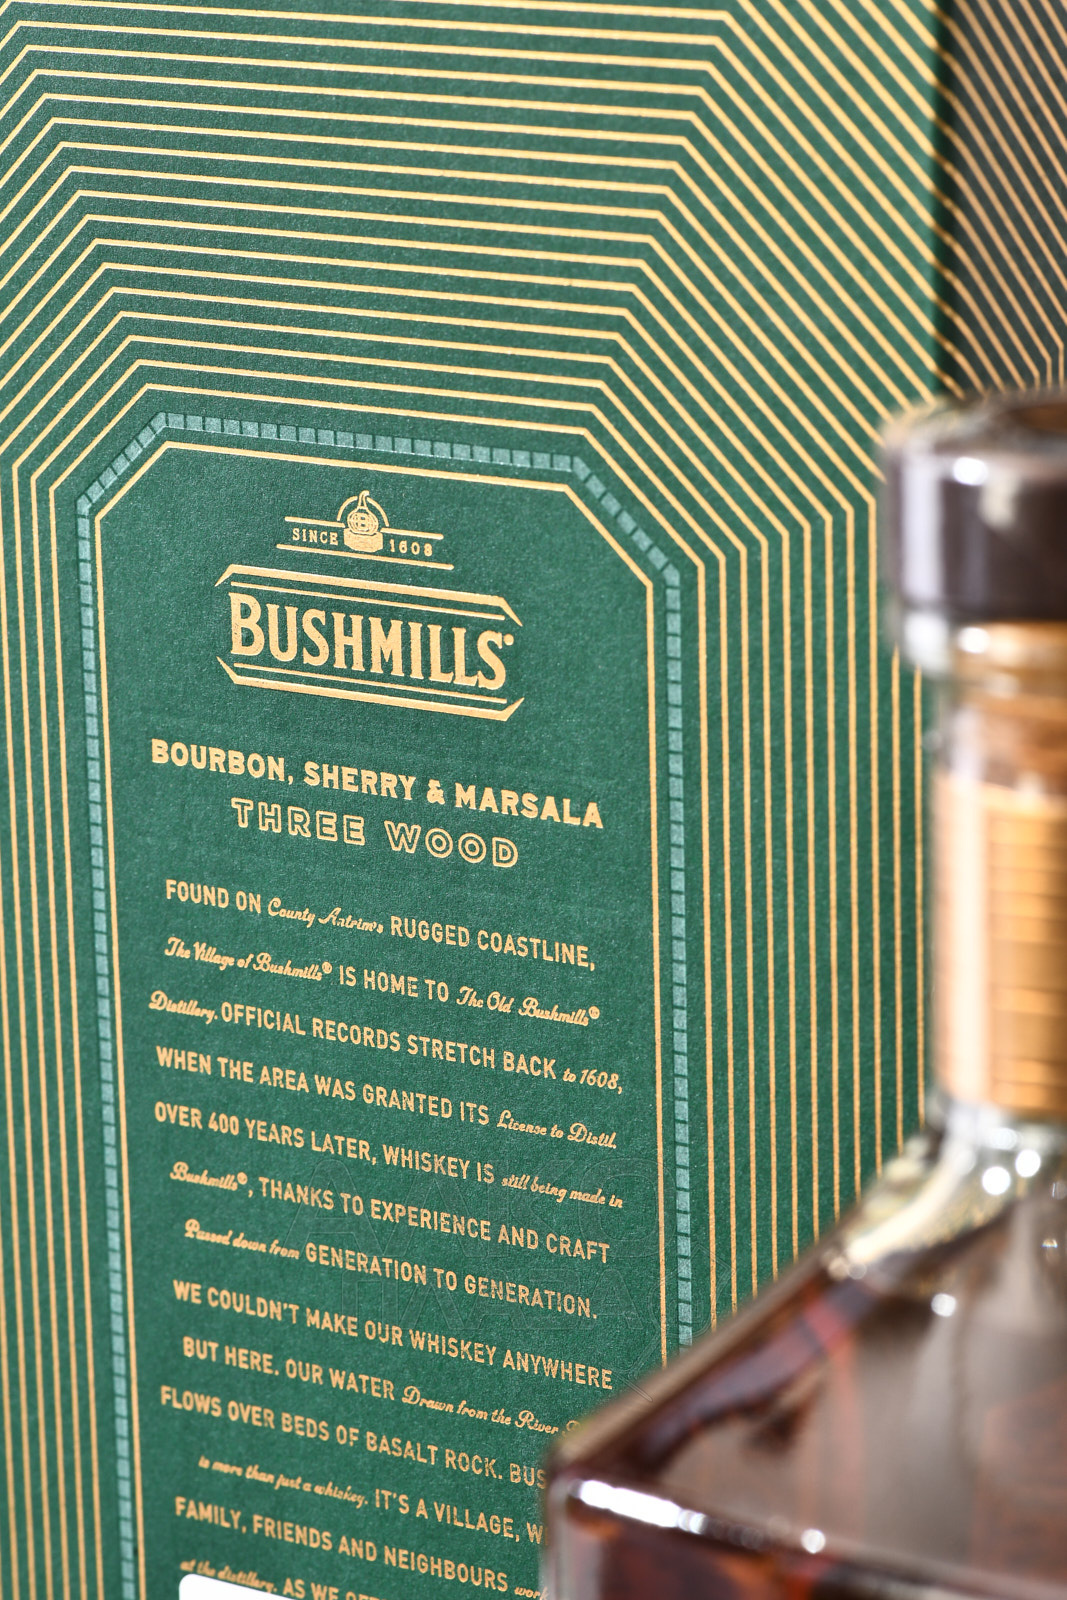 SINCE 1608
BUSHMILLS®
BOURBON, SHERRY & MARSALA
THREE WOOD
FOUND ON County Antrim's RUGGED COASTLINE,
The Village of Bushmills® IS HOME TO The Old Bushmills®
Distillery. OFFICIAL RECORDS STRETCH BACK to 1608,
WHEN THE AREA WAS GRANTED ITS License to Distil.
OVER 400 YEARS LATER, WHISKEY IS still being made in
Bushmills®, THANKS TO EXPERIENCE AND CRAFT
Passed down from GENERATION TO GENERATION.
WE COULDN'T MAKE OUR WHISKEY ANYWHERE
BUT HERE. OUR WATER Drawn from the River
FLOWS OVER BEDS OF BASALT ROCK. BUS
is more than just a whiskey. IT'S A VILLAGE, W
FAMILY, FRIENDS AND NEIGHBOURS work
at the distillery. AS WE OFT